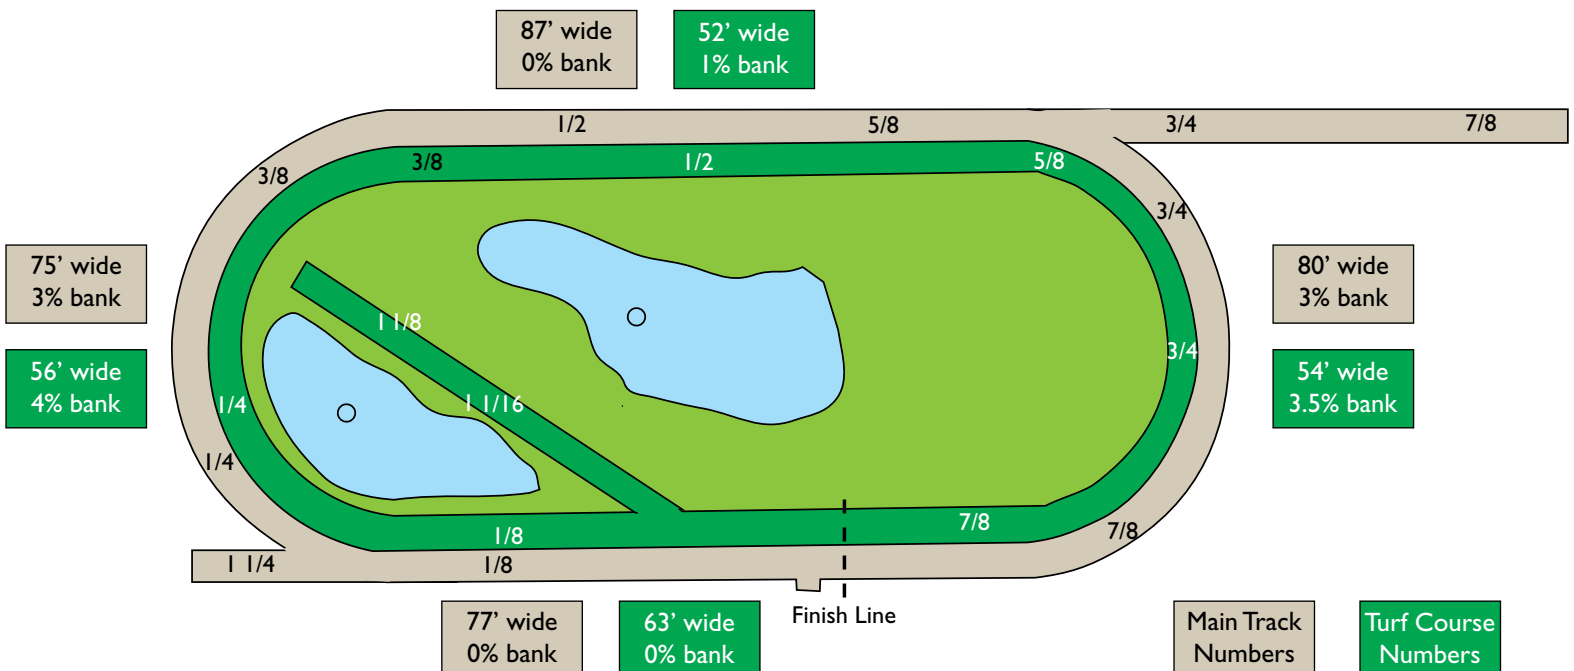 87’ wide
0% bank
52’ wide
1% bank
1/2
5/8
3/4
7/8
3/8
3/8
1/2
5/8
3/4
75’ wide
3% bank
80’ wide
3% bank
1 1/8
3/4
56’ wide
4% bank
54’ wide
3.5% bank
1/4
1 1/16
1/4
1/8
7/8
7/8
1 1/4
1/8
Finish Line
77’ wide
0% bank
63’ wide
0% bank
Main Track
Numbers
Turf Course
Numbers